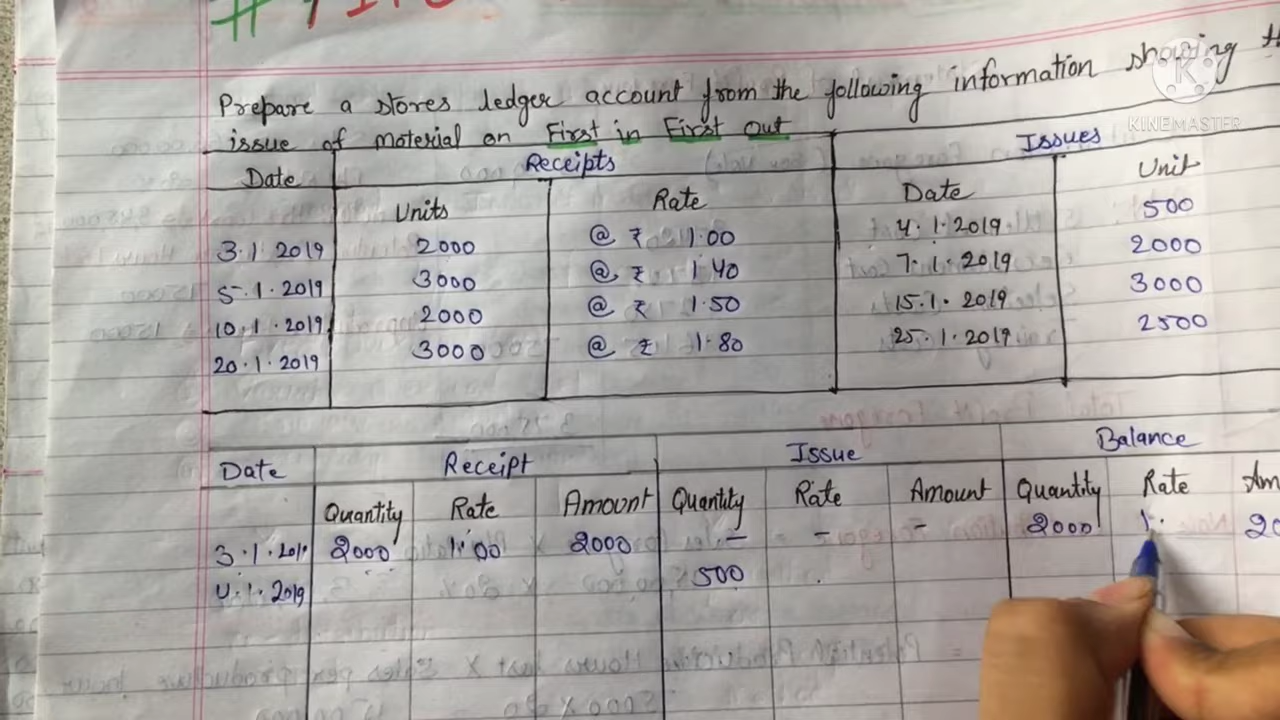 Prepare a stores ledger account from the following information showing
issue of material on First in First Out
Date Receipts Issues
Units Rate Date Unit
3.1.2019 2000 @ ₹ 1.00 4.1.2019 500
5.1.2019 3000 @ ₹ 1.40 7.1.2019 2000
10.1.2019 2000 @ ₹ 1.50 15.1.2019 3000
20.1.2019 3000 @ ₹ 1.80 25.1.2019 2500
Date Receipt Issue Balance
Quantity Rate Amount Quantity Rate Amount Quantity Rate Am
3.1.2019 2000 1.00 2000 - - - 2000 1. 20
4.1.2019 500
K
KINEMASTER